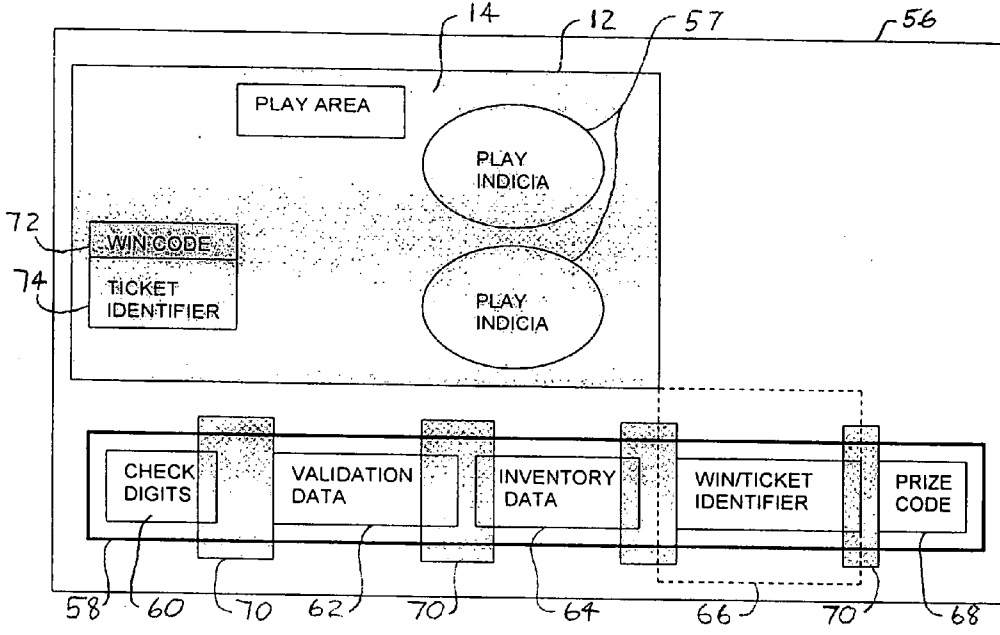 14
12
57
56
PLAY AREA
PLAY
INDICIA
72
WIN CODE
74
TICKET
IDENTIFIER
PLAY
INDICIA
CHECK
DIGITS
VALIDATION
DATA
INVENTORY
DATA
WIN/TICKET
IDENTIFIER
PRIZE
CODE
58
60
70
62
70
64
66
70
68